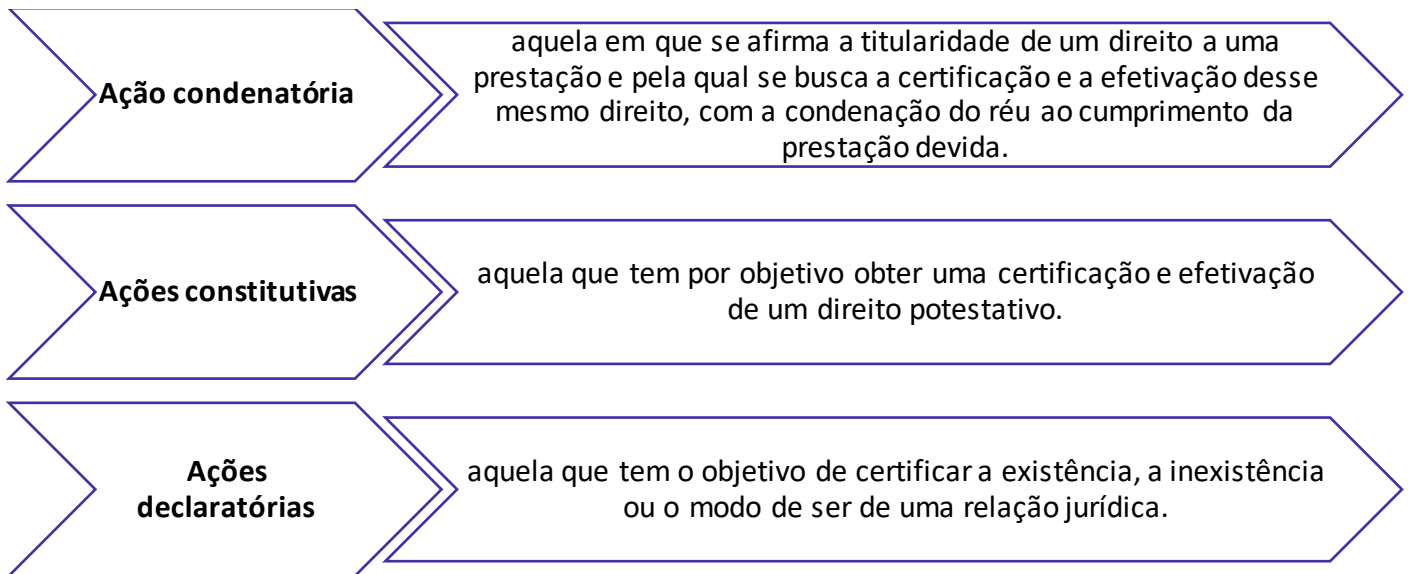 Ação condenatória
aquela em que se afirma a titularidade de um direito a uma
prestação e pela qual se busca a certificação e a efetivação desse
mesmo direito, com a condenação do réu ao cumprimento da
prestação devida.
Ações constitutivas
aquela que tem por objetivo obter uma certificação e efetivação
de um direito potestativo.
Ações
declaratórias
aquela que tem o objetivo de certificar a existência, a inexistência
ou o modo de ser de uma relação jurídica.